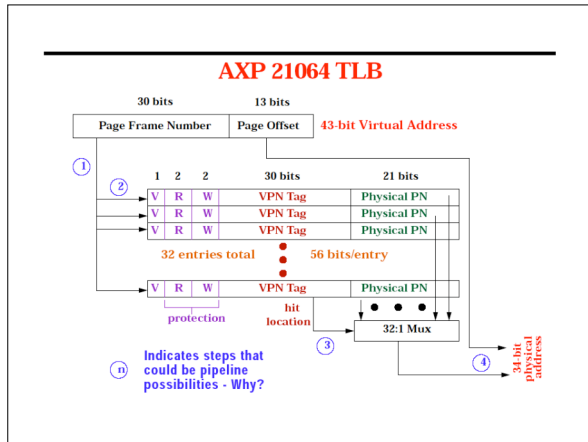 AXP 21064 TLB
30 bits 13 bits
Page Frame Number Page Offset 43-bit Virtual Address
1
2
1 2 2 30 bits 21 bits
V R W VPN Tag Physical PN
V R W VPN Tag Physical PN
V R W VPN Tag Physical PN
32 entries total 56 bits/entry
V R W VPN Tag Physical PN
protection
hit
location
32:1 Mux
3
4
34-bit
physical
address
n
Indicates steps that
could be pipeline
possibilities - Why?